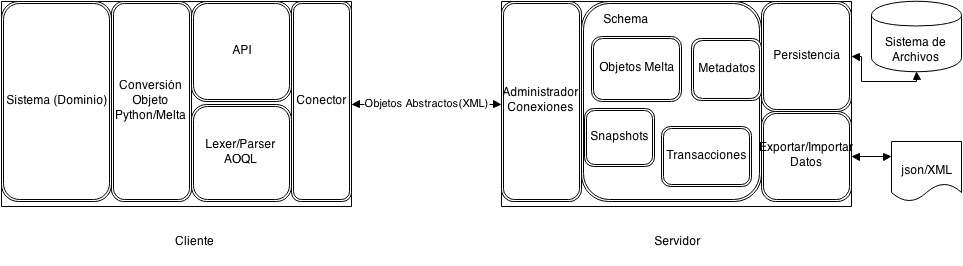 Sistema (Dominio)
Conversión
Objeto
Python/Melta
API
Lexer/Parser
AOQL
Conector
Objetos Abstractos(XML)
Administrador
Conexiones
Schema
Objetos Melta
Metadatos
Snapshots
Transacciones
Persistencia
Exportar/Importar
Datos
Sistema de
Archivos
json/XML
Cliente
Servidor